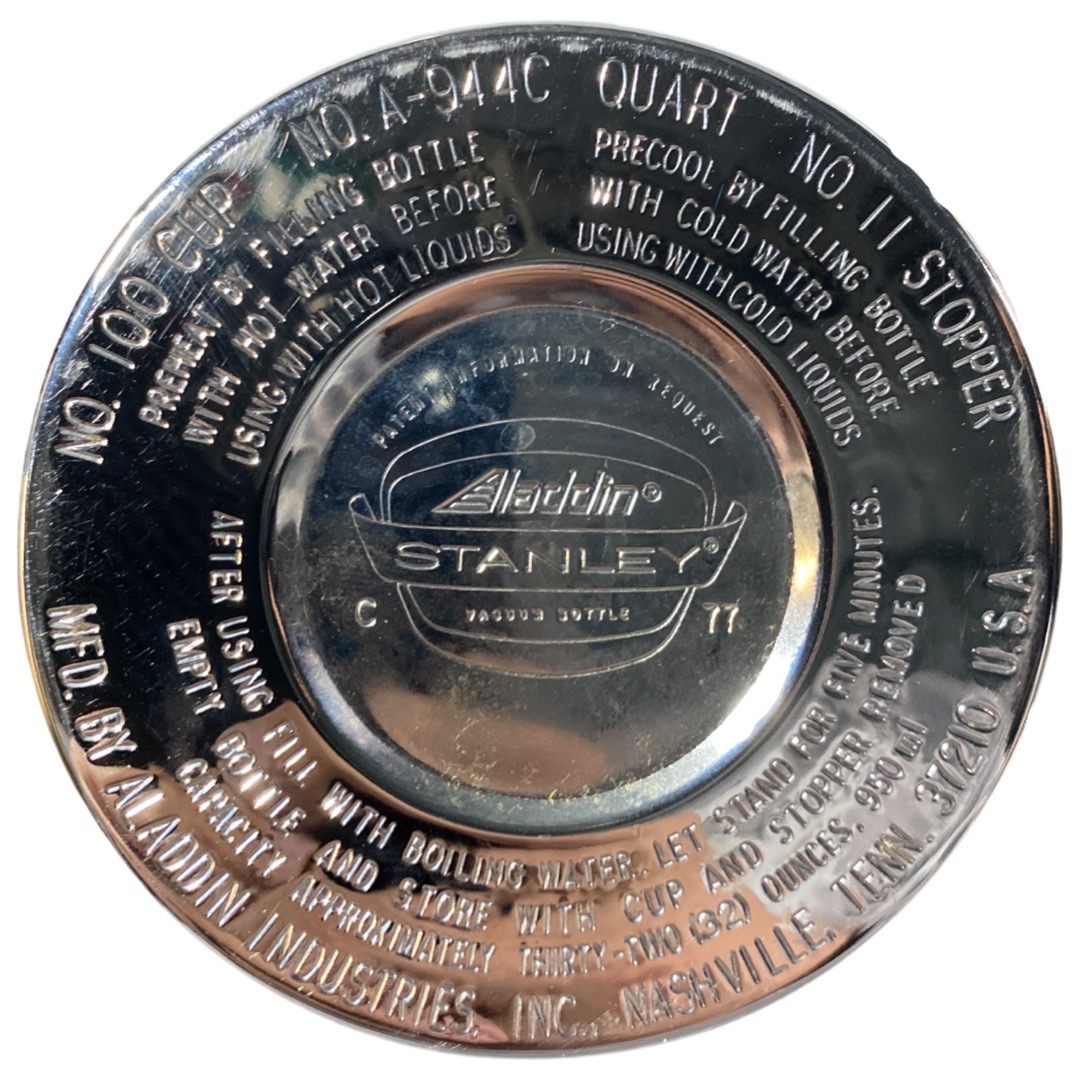 NO. 100 CUP NO. A-944C QUART NO. 11 STOPPER
PREHEAT BY FILLING BOTTLE
WITH HOT WATER BEFORE
USING WITH HOT LIQUIDS
PRECOOL BY FILLING BOTTLE
WITH COLD WATER BEFORE
USING WITH COLD LIQUIDS
PATENT INFORMATION ON REQUEST
Aladdin®
STANLEY®
VACUUM BOTTLE
C 77
AFTER USING FILL WITH BOILING WATER. LET STAND FOR FIVE MINUTES.
EMPTY BOTTLE AND STORE WITH CUP AND STOPPER REMOVED
CAPACITY APPROXIMATELY THIRTY-TWO (32) OUNCES. 950 ml
MFD. BY ALADDIN INDUSTRIES, INC. NASHVILLE, TENN. 37210 U.S.A